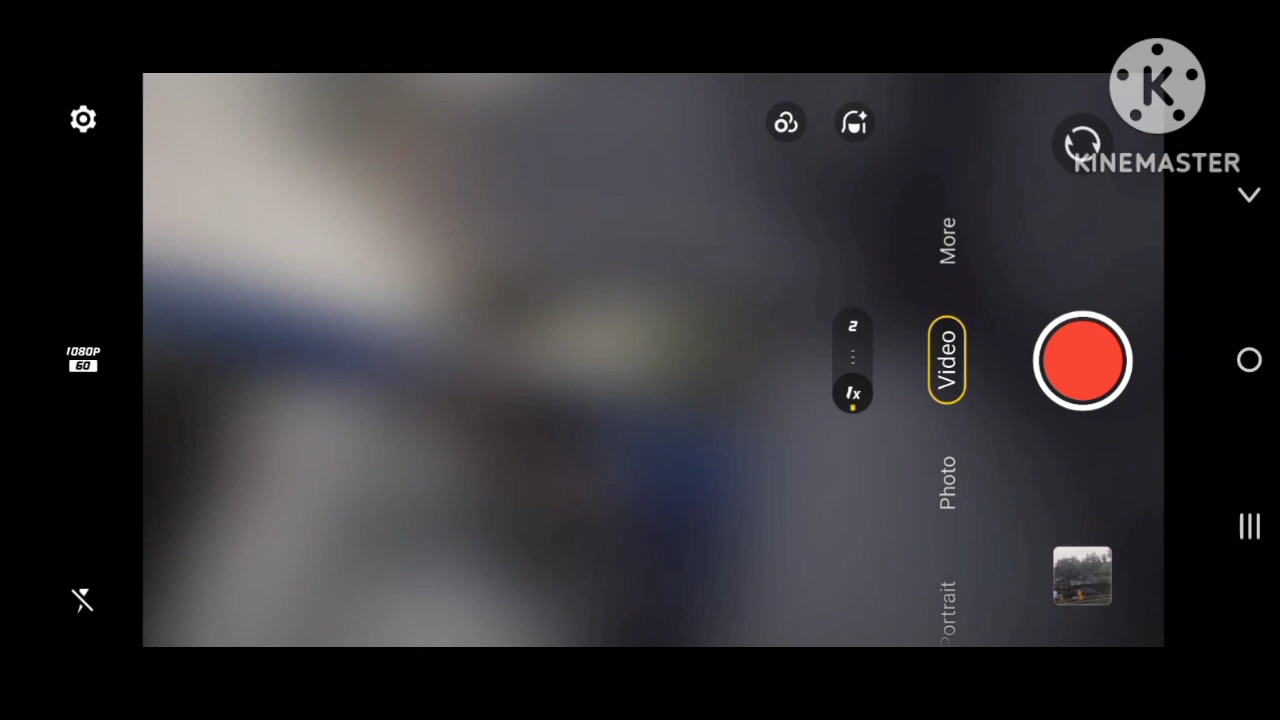 K
KINEMASTER
1080P
60
2
1x
More
Video
Photo
Portrait